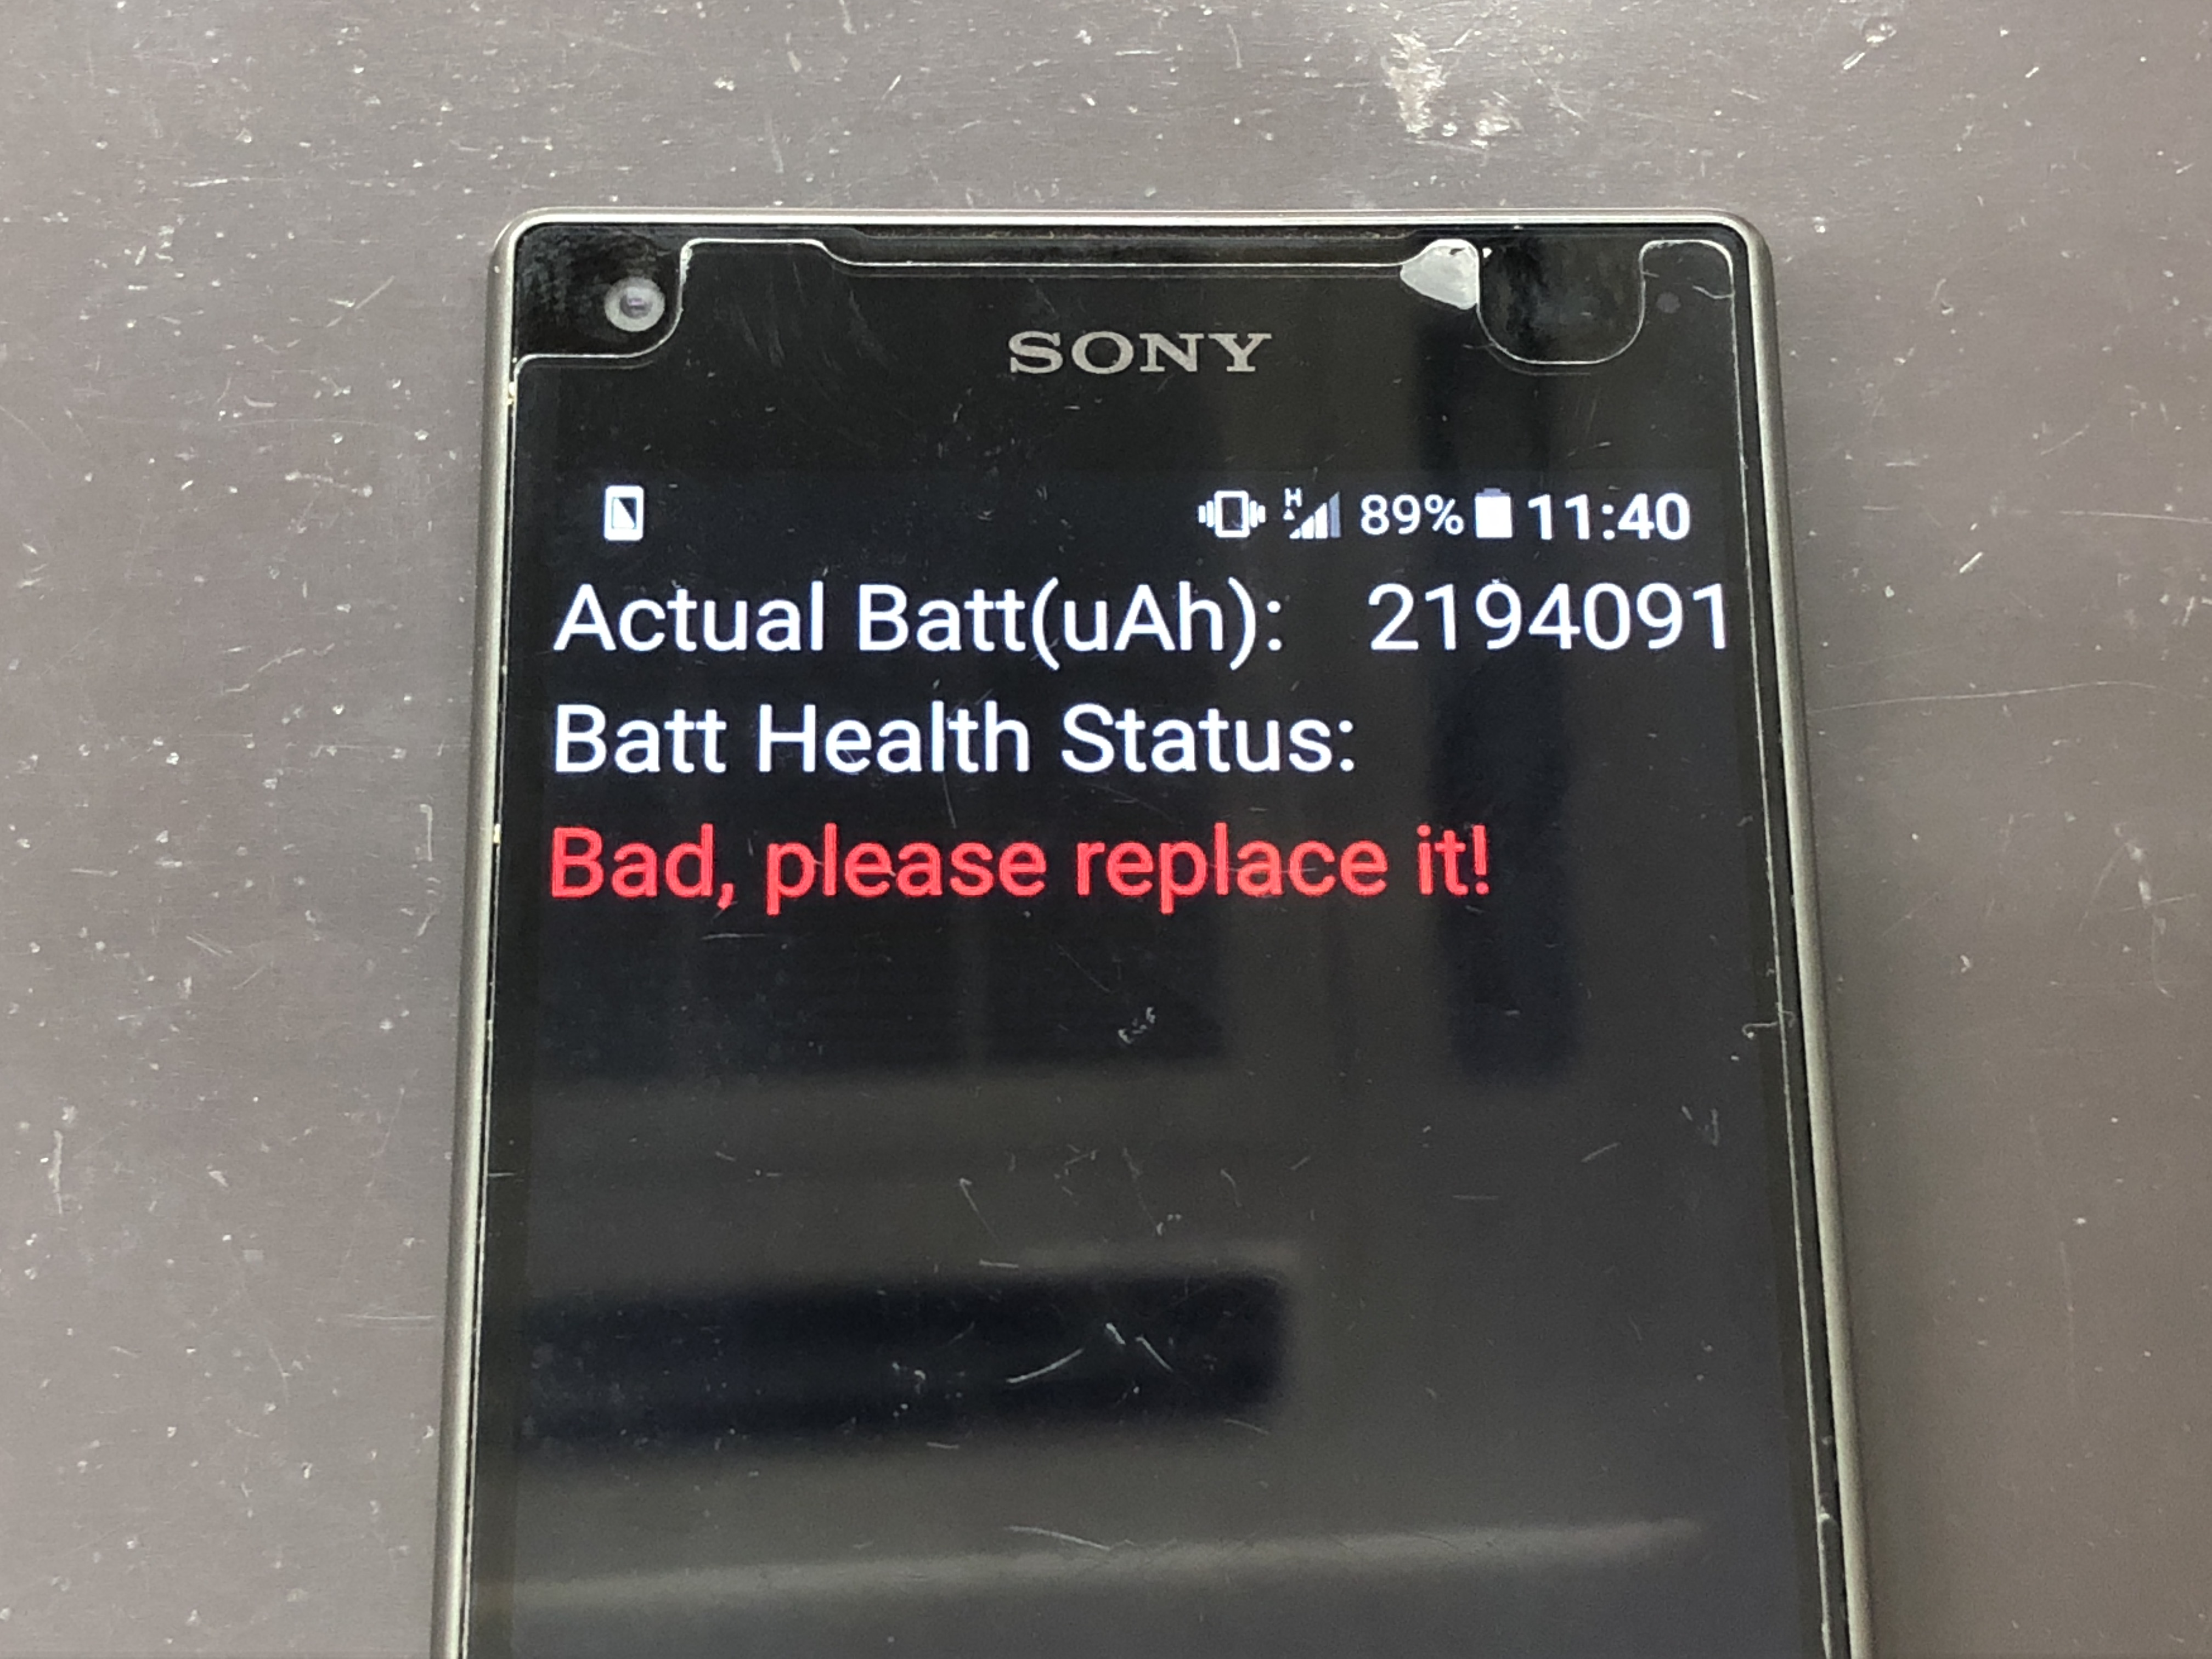 SONY
H 89% 11:40
Actual Batt(uAh): 2194091
Batt Health Status:
Bad, please replace it!